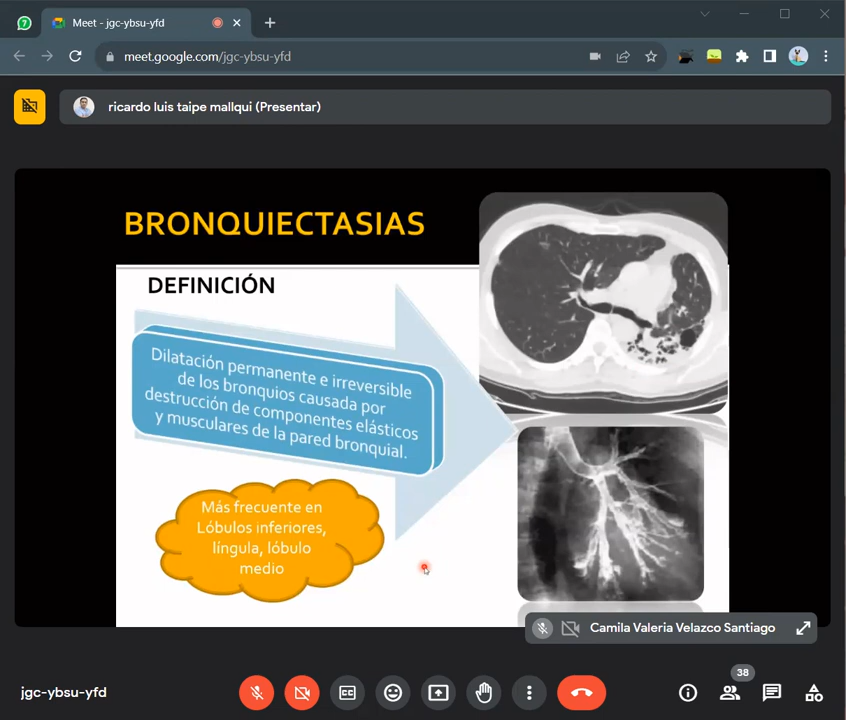 7
Meet - jgc-ybsu-yfd
meet.google.com/jgc-ybsu-yfd
ricardo luis taipe mallqui (Presentar)
BRONQUIECTASIAS
DEFINICIÓN
Dilatación permanente e irreversible
de los bronquios causada por
destrucción de componentes elásticos
y musculares de la pared bronquial.
Más frecuente en
Lóbulos inferiores,
língula, lóbulo
medio
Camila Valeria Velazco Santiago
jgc-ybsu-yfd
CC
38